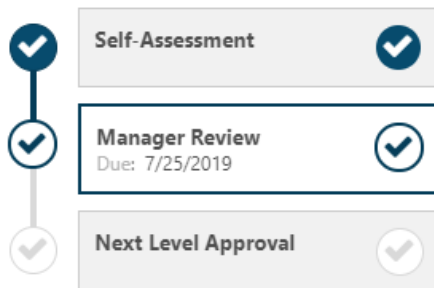 Self-Assessment
Manager Review
Due: 7/25/2019
Next Level Approval